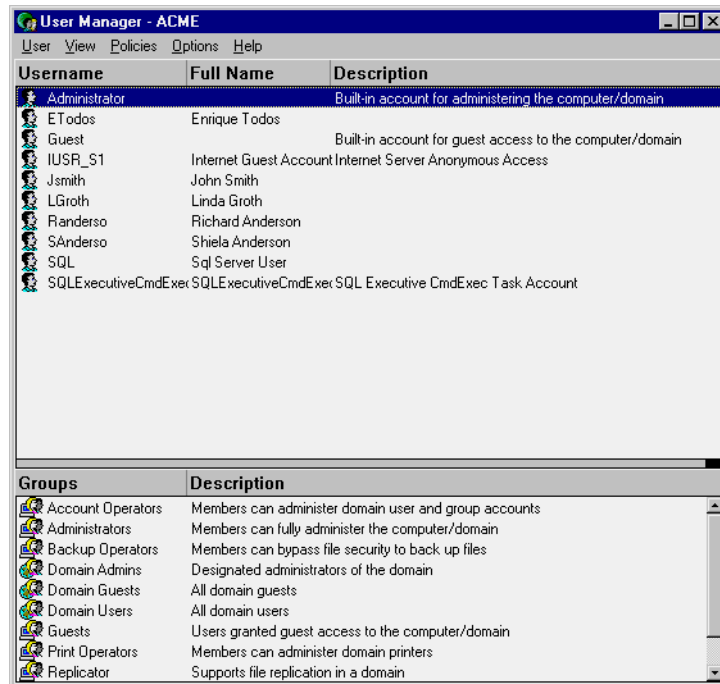 User Manager - ACME
User View Policies Options Help
Username Full Name Description
Administrator Built-in account for administering the computer/domain
ETodos Enrique Todos
Guest Built-in account for guest access to the computer/domain
IUSR_S1 Internet Guest Account Internet Server Anonymous Access
Jsmith John Smith
LGroth Linda Groth
Randerso Richard Anderson
SAnderso Shiela Anderson
SQL Sql Server User
SQLExecutiveCmdExec SQLExecutiveCmdExec SQL Executive CmdExec Task Account
Groups Description
Account Operators Members can administer domain user and group accounts
Administrators Members can fully administer the computer/domain
Backup Operators Members can bypass file security to back up files
Domain Admins Designated administrators of the domain
Domain Guests All domain guests
Domain Users All domain users
Guests Users granted guest access to the computer/domain
Print Operators Members can administer domain printers
Replicator Supports file replication in a domain